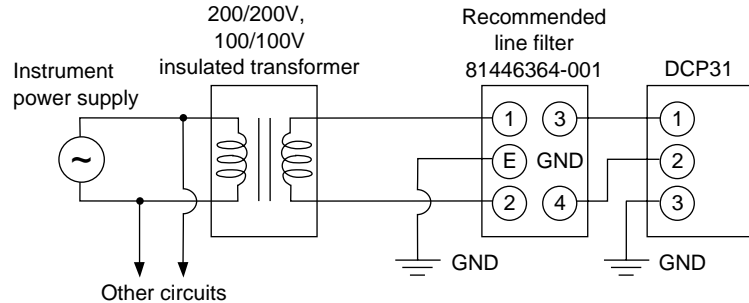 200/200V,
100/100V
insulated transformer
Recommended
line filter
81446364-001
DCP31
Instrument
power supply
~
1
3
1
E
GND
2
2
4
3
GND
GND
Other circuits